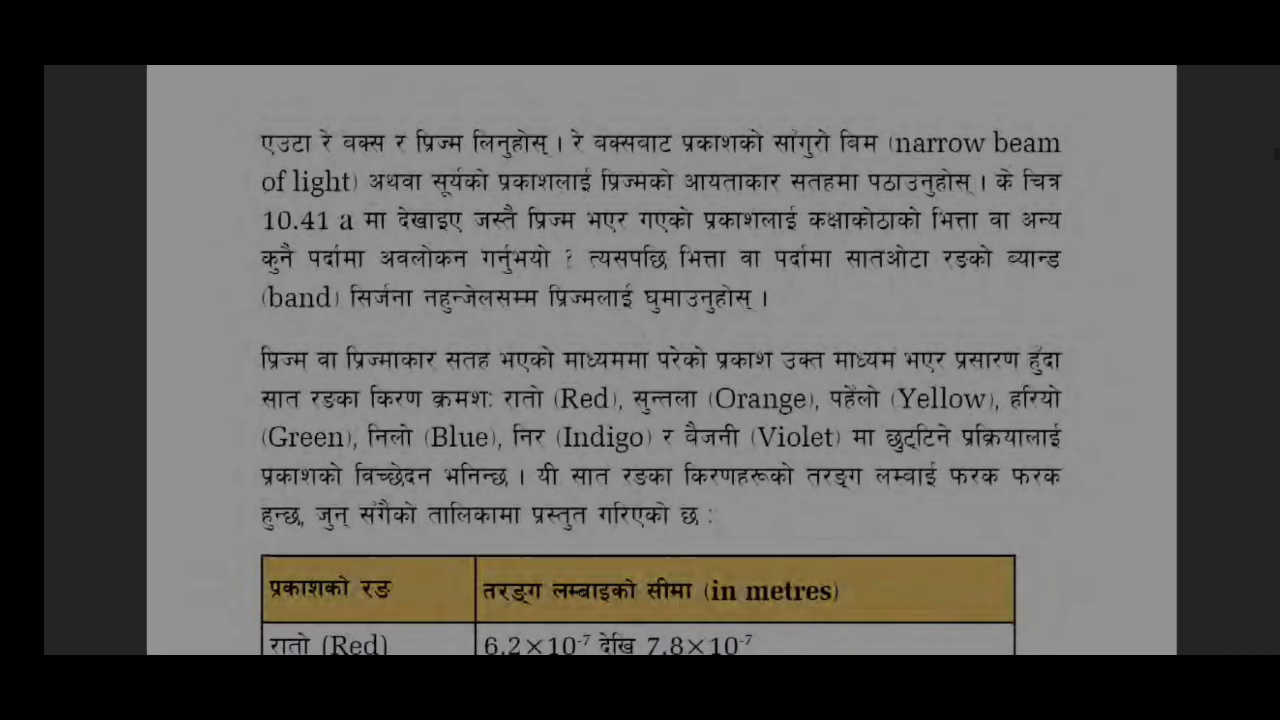 एउटा रे बक्स र प्रिज्म लिनुहोस् । रे बक्सबाट प्रकाशको साँगुरो बिम (narrow beam
of light) अथवा सूर्यको प्रकाशलाई प्रिज्मको आयताकार सतहमा पठाउनुहोस् । के चित्र
10.41 a मा देखाइए जस्तै प्रिज्म भएर गएको प्रकाशलाई कक्षाकोठाको भित्ता वा अन्य
कुनै पर्दामा अवलोकन गर्नुभयो ? त्यसपछि भित्ता वा पर्दामा सातओटा रङको ब्यान्ड
(band) सिर्जना नहुन्जेलसम्म प्रिज्मलाई घुमाउनुहोस् ।
प्रिज्म वा प्रिज्माकार सतह भएको माध्यममा परेको प्रकाश उक्त माध्यम भएर प्रसारण हुँदा
सात रङका किरण क्रमशः रातो (Red), सुन्तला (Orange), पहेँलो (Yellow), हरियो
(Green), निलो (Blue), निर (Indigo) र बैजनी (Violet) मा छुट्टिने प्रक्रियालाई
प्रकाशको विच्छेदन भनिन्छ । यी सात रङका किरणहरूको तरङ्ग लम्बाई फरक फरक
हुन्छ, जुन् सँगैको तालिकामा प्रस्तुत गरिएको छ :
प्रकाशको रङ तरङ्ग लम्बाइको सीमा (in metres)
रातो (Red) 6.2×10⁻⁷ देखि 7.8×10⁻⁷